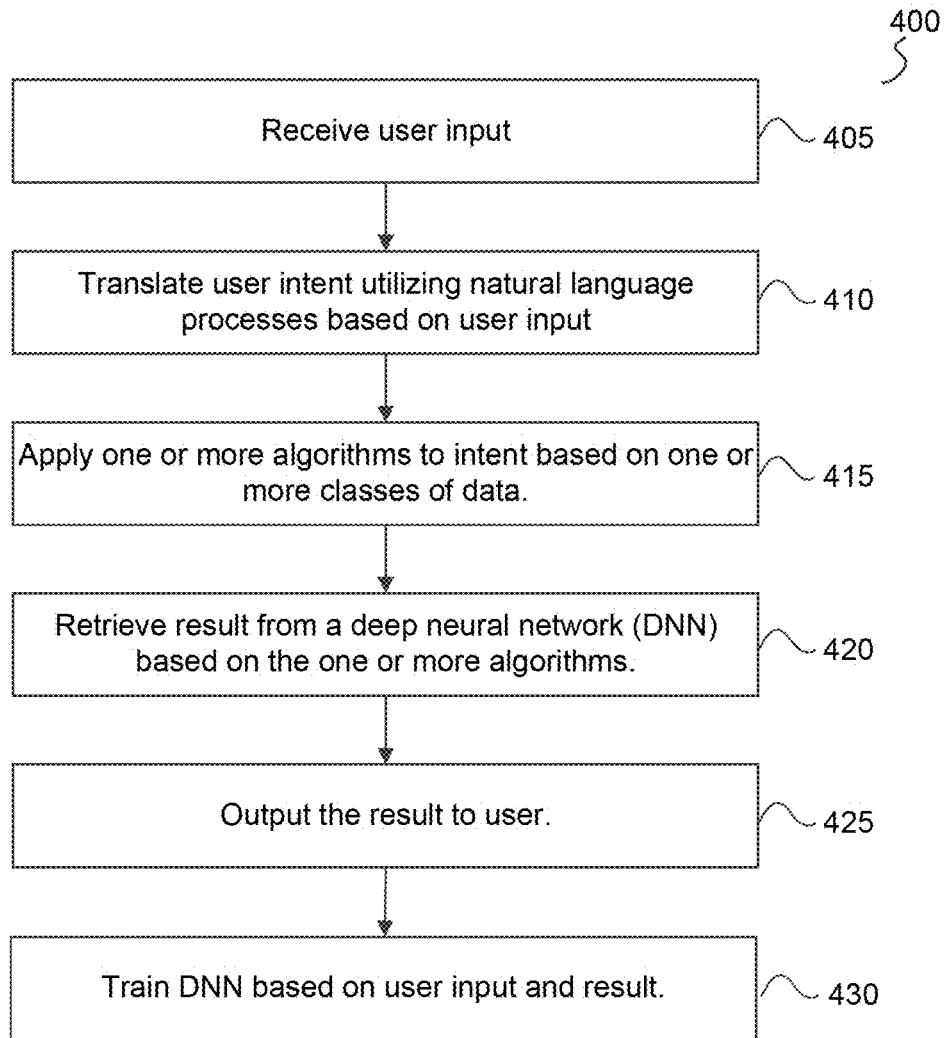 400
Receive user input
405
Translate user intent utilizing natural language
processes based on user input
410
Apply one or more algorithms to intent based on one or
more classes of data.
415
Retrieve result from a deep neural network (DNN)
based on the one or more algorithms.
420
Output the result to user.
425
Train DNN based on user input and result.
430